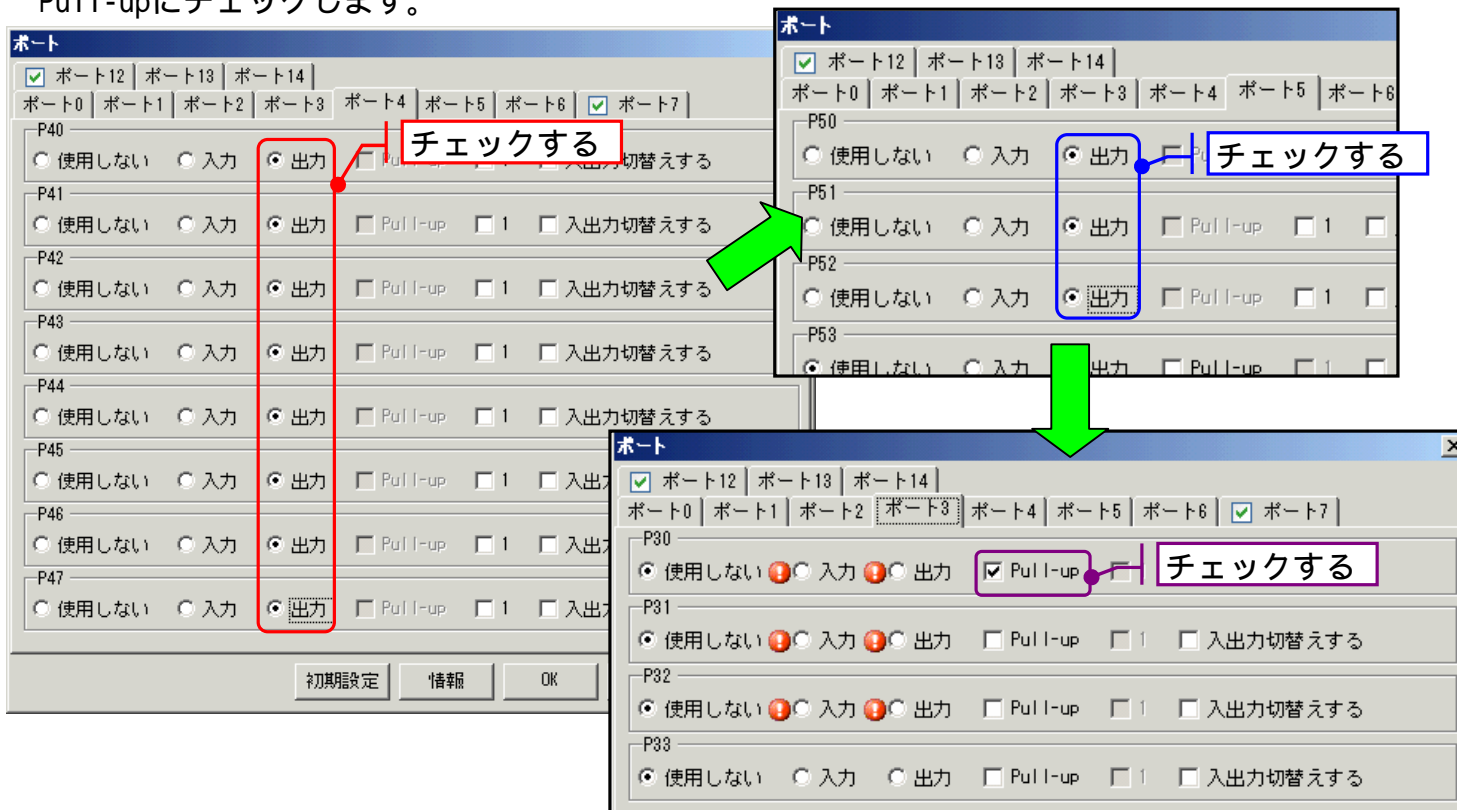 Pull-upにチェックします。
ポート
ポート12 ポート13 ポート14
ポート0 ポート1 ポート2 ポート3 ポート4 ポート5 ポート6 ポート7
チェックする
P40
使用しない 入力 出力 入出力切替えする
P41
使用しない 入力 出力 Pull-up 1 入出力切替えする
P42
使用しない 入力 出力 Pull-up 1 入出力切替えする
P43
使用しない 入力 出力 Pull-up 1 入出力切替えする
P44
使用しない 入力 出力 Pull-up 1 入出力切替えする
P45
使用しない 入力 出力 Pull-up 1 入出
P46
使用しない 入力 出力 Pull-up 1 入出
P47
使用しない 入力 出力 Pull-up 1 入出
初期設定 情報 OK
ポート
ポート12 ポート13 ポート14
ポート0 ポート1 ポート2 ポート3 ポート4 ポート5 ポート6
P50
使用しない 入力 出力 チェックする
P51
使用しない 入力 出力 Pull-up 1
P52
使用しない 入力 出力 Pull-up 1
P53
使用しない 入力 出力 Pull-up 1
ポート
ポート12 ポート13 ポート14
ポート0 ポート1 ポート2 ポート3 ポート4 ポート5 ポート6 ポート7
P30
使用しない 入力 出力 Pull-up チェックする
P31
使用しない 入力 出力 Pull-up 1 入出力切替えする
P32
使用しない 入力 出力 Pull-up 1 入出力切替えする
P33
使用しない 入力 出力 Pull-up 1 入出力切替えする